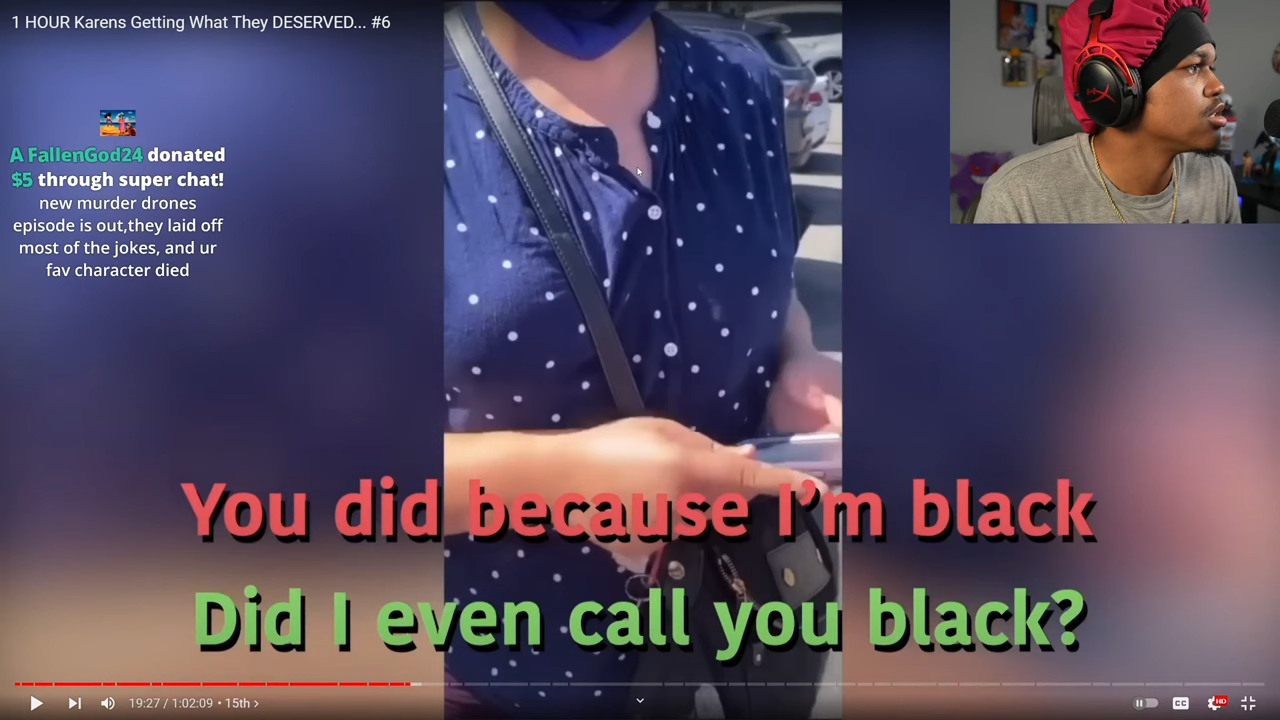 1 HOUR Karens Getting What They DESERVED... #6
A FallenGod24 donated
$5 through super chat!
new murder drones
episode is out,they laid off
most of the jokes, and ur
fav character died
You did because I'm black
Did I even call you black?
19:27 / 1:02:09 • 15th ›
CC
HD